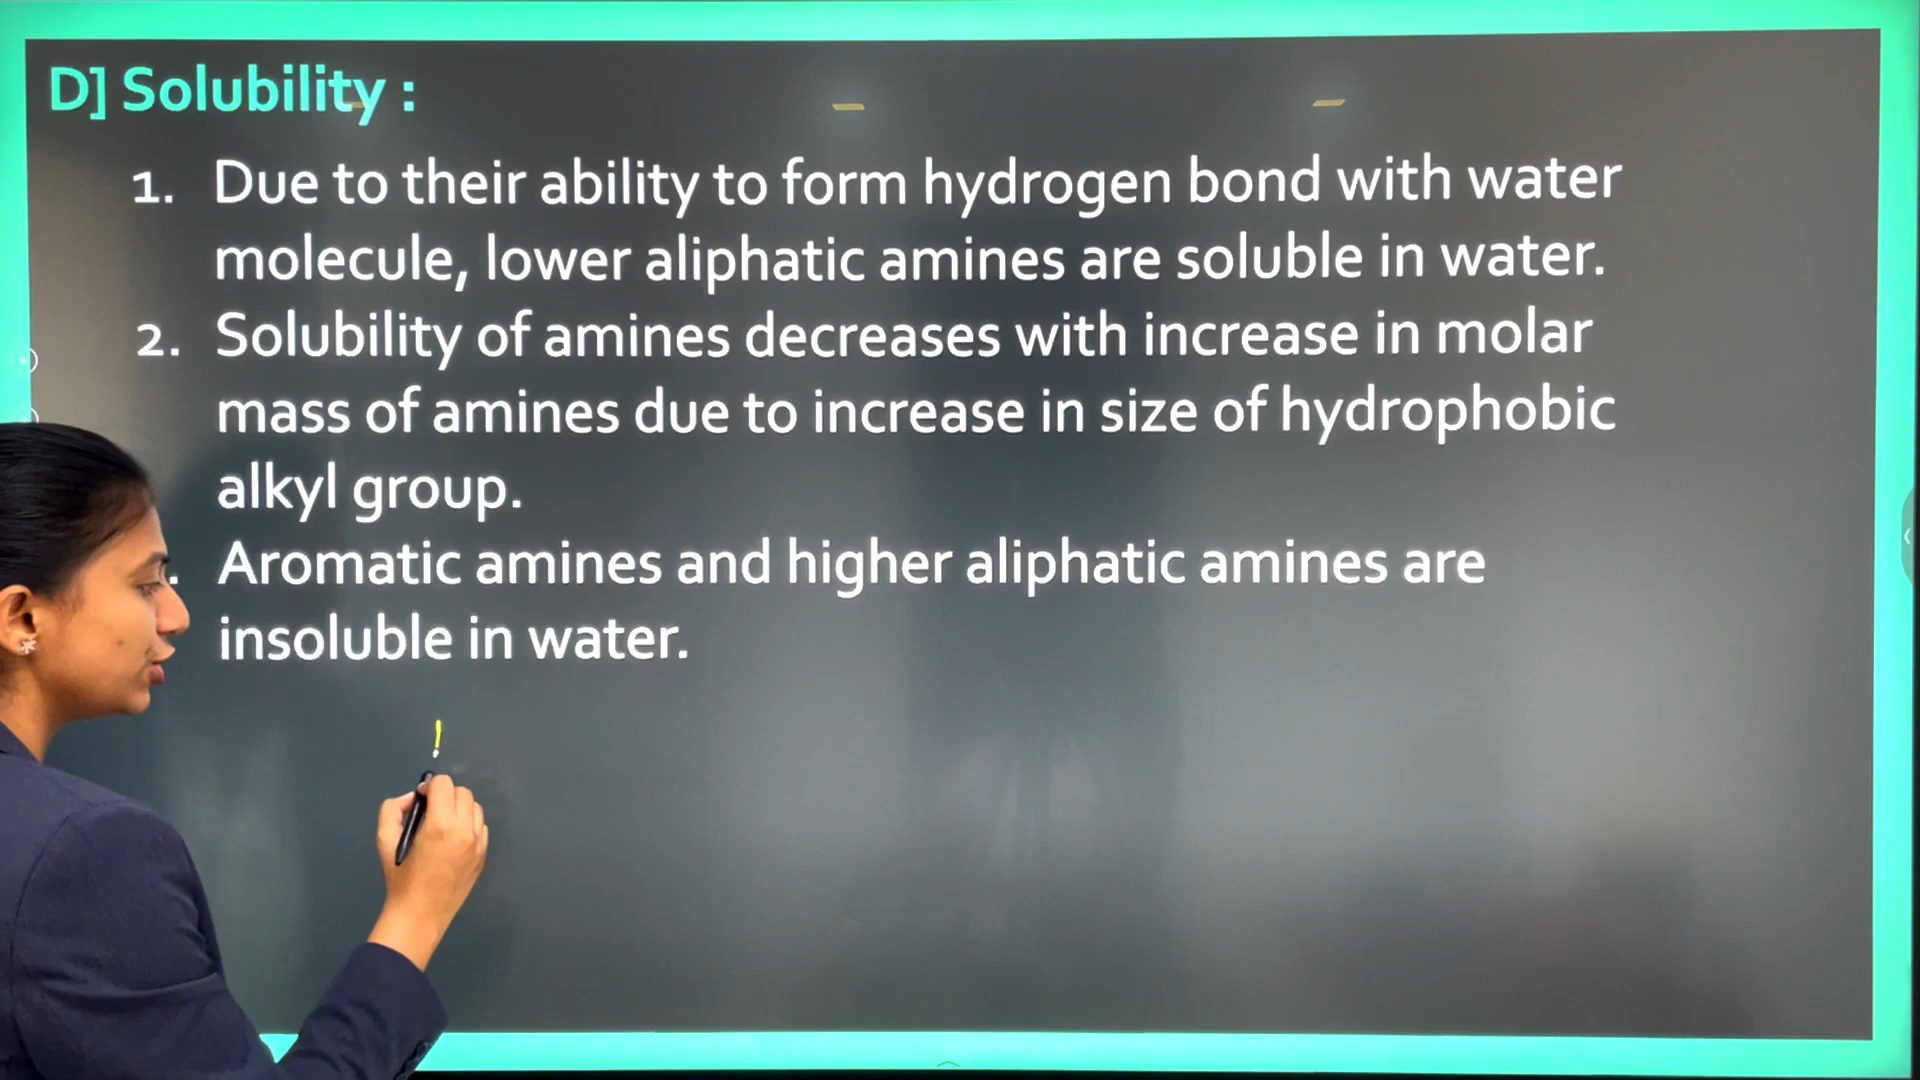 D] Solubility :
1. Due to their ability to form hydrogen bond with water
molecule, lower aliphatic amines are soluble in water.
2. Solubility of amines decreases with increase in molar
mass of amines due to increase in size of hydrophobic
alkyl group.
. Aromatic amines and higher aliphatic amines are
insoluble in water.